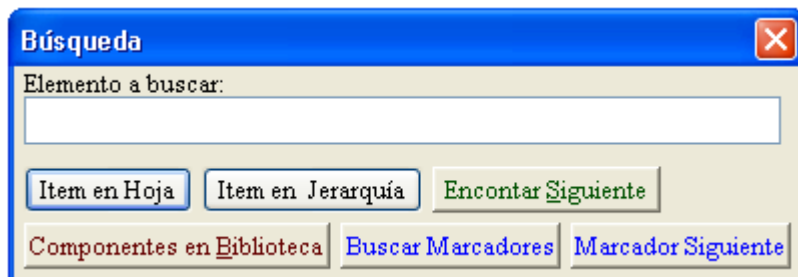 Búsqueda
Elemento a buscar:
Item en Hoja Item en Jerarquía Encontar Siguiente
Componentes en Biblioteca Buscar Marcadores Marcador Siguiente